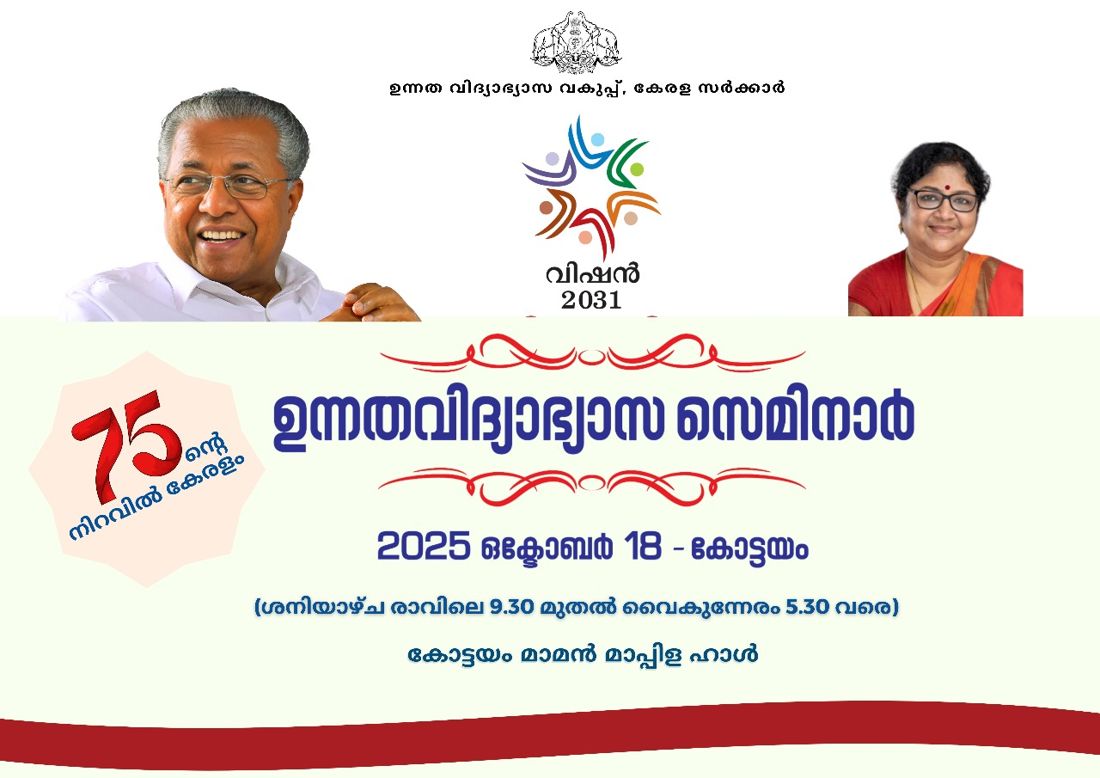 ഉന്നത വിദ്യാഭ്യാസ വകുപ്പ്, കേരള സർക്കാർ
വിഷൻ
2031
75ന്റെ
നിറവിൽ കേരളം
ഉന്നതവിദ്യാഭ്യാസ സെമിനാർ
2025 ഒക്ടോബർ 18 - കോട്ടയം
(ശനിയാഴ്ച രാവിലെ 9.30 മുതൽ വൈകുന്നേരം 5.30 വരെ)
കോട്ടയം മാമൻ മാപ്പിള ഹാൾ